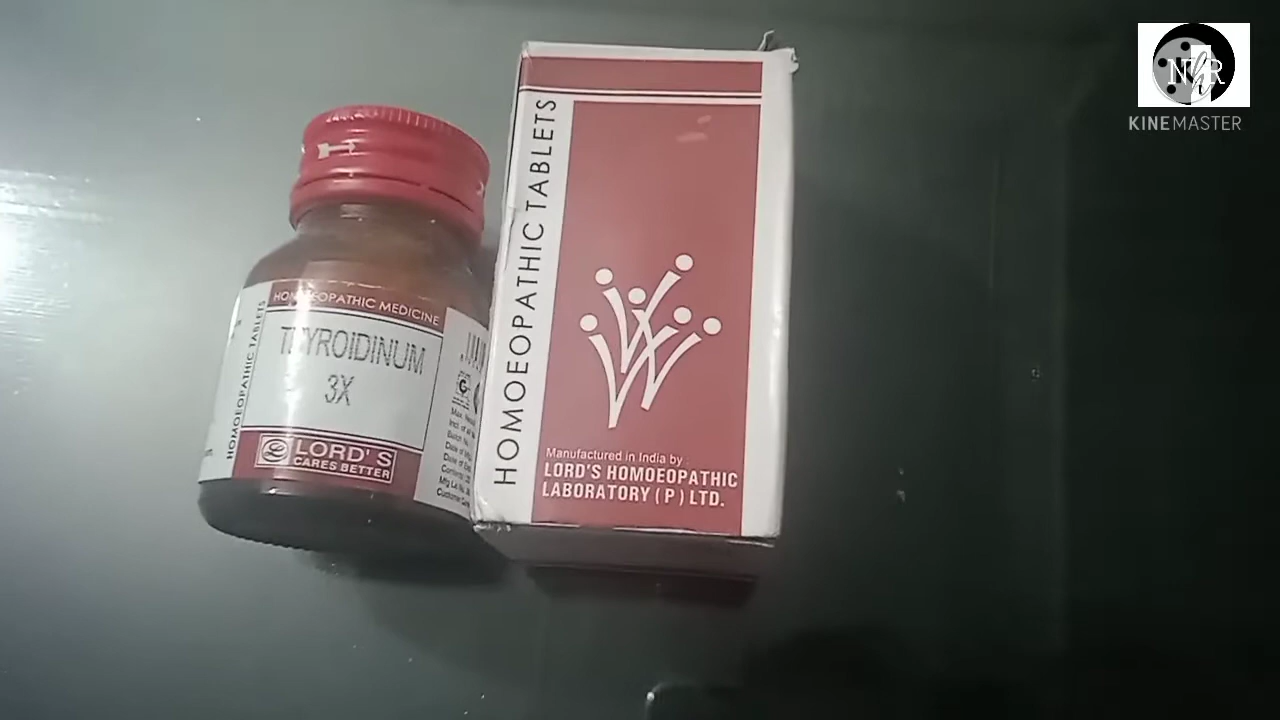 HOMOEOPATHIC MEDICINE
THYROIDINUM
3X
LORD'S
CARES BETTER
HOMOEOPATHIC TABLETS
HOMOEOPATHIC TABLETS
Manufactured in India by
LORD'S HOMOEOPATHIC
LABORATORY ( P ) LTD.
KINEMASTER